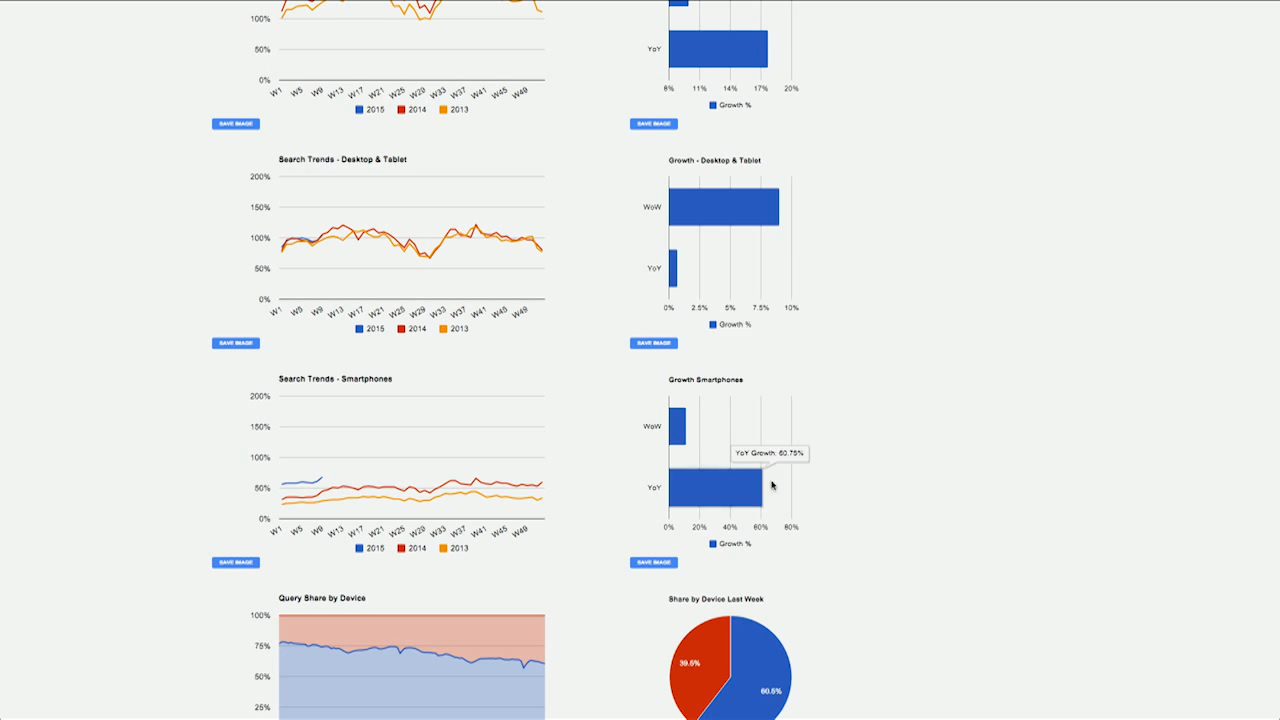 100%
50%
0%
W1 W5 W9 W13 W17 W21 W25 W29 W33 W37 W41 W45 W49
2015 2014 2013
SAVE IMAGE
YoY
8% 11% 14% 17% 20%
Growth %
SAVE IMAGE
Search Trends - Desktop & Tablet
200%
150%
100%
50%
0%
W1 W5 W9 W13 W17 W21 W25 W29 W33 W37 W41 W45 W49
2015 2014 2013
SAVE IMAGE
Growth - Desktop & Tablet
WoW
YoY
0% 2.5% 5% 7.5% 10%
Growth %
SAVE IMAGE
Search Trends - Smartphones
200%
150%
100%
50%
0%
W1 W5 W9 W13 W17 W21 W25 W29 W33 W37 W41 W45 W49
2015 2014 2013
SAVE IMAGE
Growth Smartphones
WoW
YoY Growth: 60.75%
YoY
0% 20% 40% 60% 80%
Growth %
SAVE IMAGE
Query Share by Device
100%
75%
50%
25%
Share by Device Last Week
39.5%
60.5%